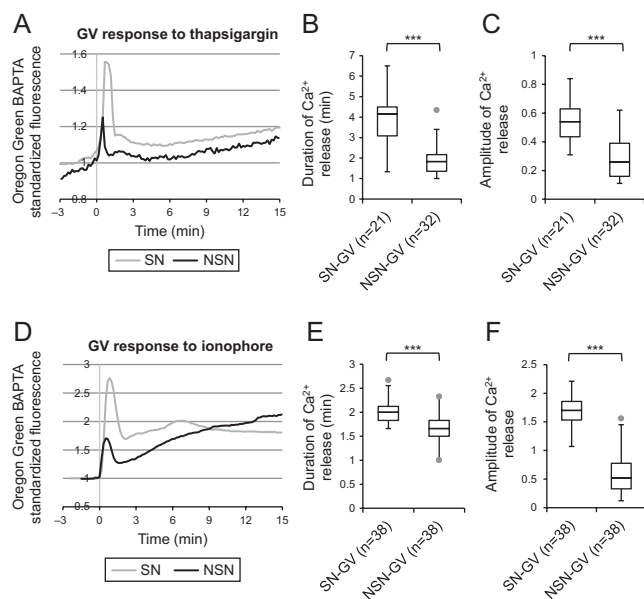 A
GV response to thapsigargin
Oregon Green BAPTA
standardized fluorescence
1.6
1.4
1.2
1
0.8
–3 0 3 6 9 12 15
Time (min)
SN NSN
B
***
Duration of Ca2+
release (min)
7
6
5
4
3
2
1
0
SN-GV (n=21)
NSN-GV (n=32)
C
***
Amplitude of Ca2+
release
1
0.8
0.6
0.4
0.2
0
SN-GV (n=21)
NSN-GV (n=32)
D
GV response to ionophore
Oregon Green BAPTA
standardized fluorescence
3
2.5
2
1.5
1
0.5
–3 0 3 6 9 12 15
Time (min)
SN NSN
E
***
Duration of Ca2+
release (min)
3
2.5
2
1.5
1
0.5
0
SN-GV (n=38)
NSN-GV (n=38)
F
***
Amplitude of Ca2+
release
2.5
2
1.5
1
0.5
0
SN-GV (n=38)
NSN-GV (n=38)